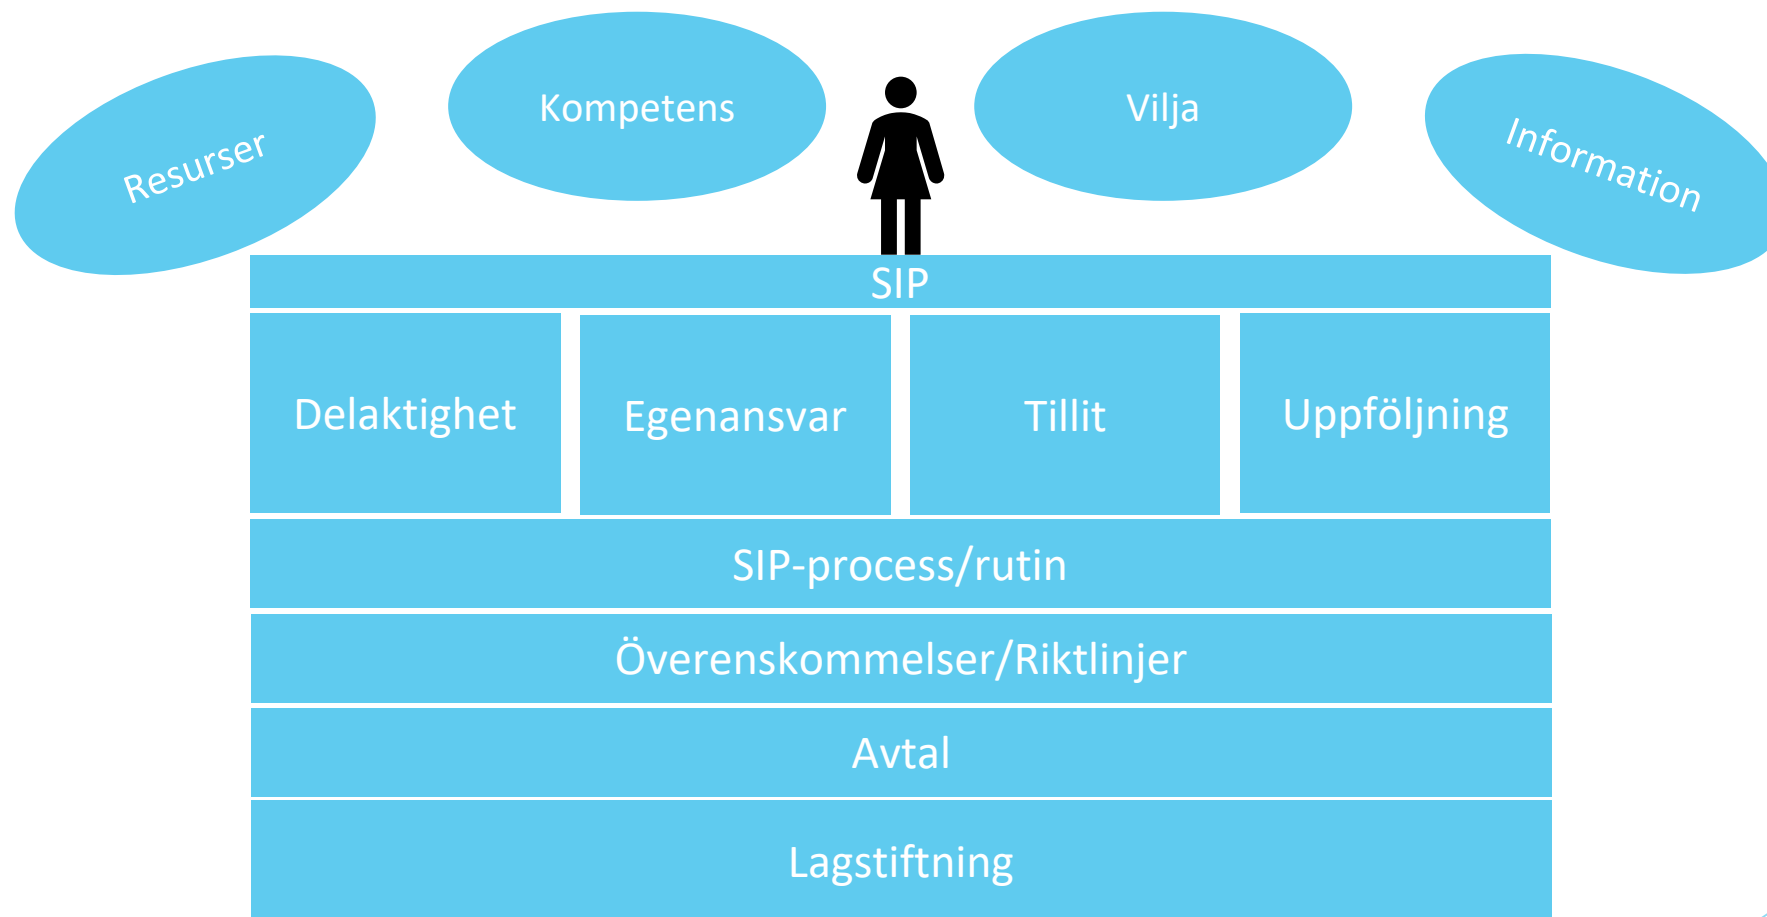 Resurser
Kompetens
Vilja
Information
SIP
Delaktighet
Egenansvar
Tillit
Uppföljning
SIP-process/rutin
Överenskommelser/Riktlinjer
Avtal
Lagstiftning